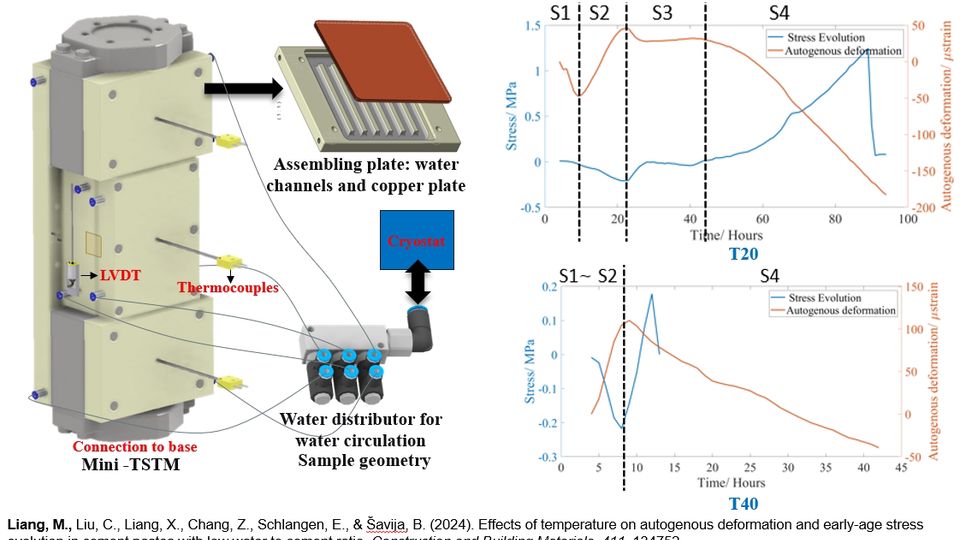 Assembling plate: water
channels and copper plate
Cryostat
LVDT
Thermocouples
Water distributor for
water circulation
Sample geometry
Connection to base
Mini -TSTM
S1 S2 S3 S4
1.5
1
0.5
0
-0.5
Stress/ MPa
Stress Evolution
Autogenous deformation
50
0
-50
-100
-150
-200
Autogenous deformation/ μstrain
0 20 40 60 80 100
Time/ Hours
T20
S1~ S2 S4
0.2
0.1
0
-0.1
-0.2
-0.3
Stress/ MPa
Stress Evolution
Autogenous deformation
150
100
50
0
-50
Autogenous deformation/ μstrain
0 5 10 15 20 25 30 35 40 45
Time/ Hours
T40
Liang, M., Liu, C., Liang, X., Chang, Z., Schlangen, E., & Šavija, B. (2024). Effects of temperature on autogenous deformation and early-age stress
evolution in cement pastes with low water to cement ratio. Construction and Building Materials, 411, 134752.